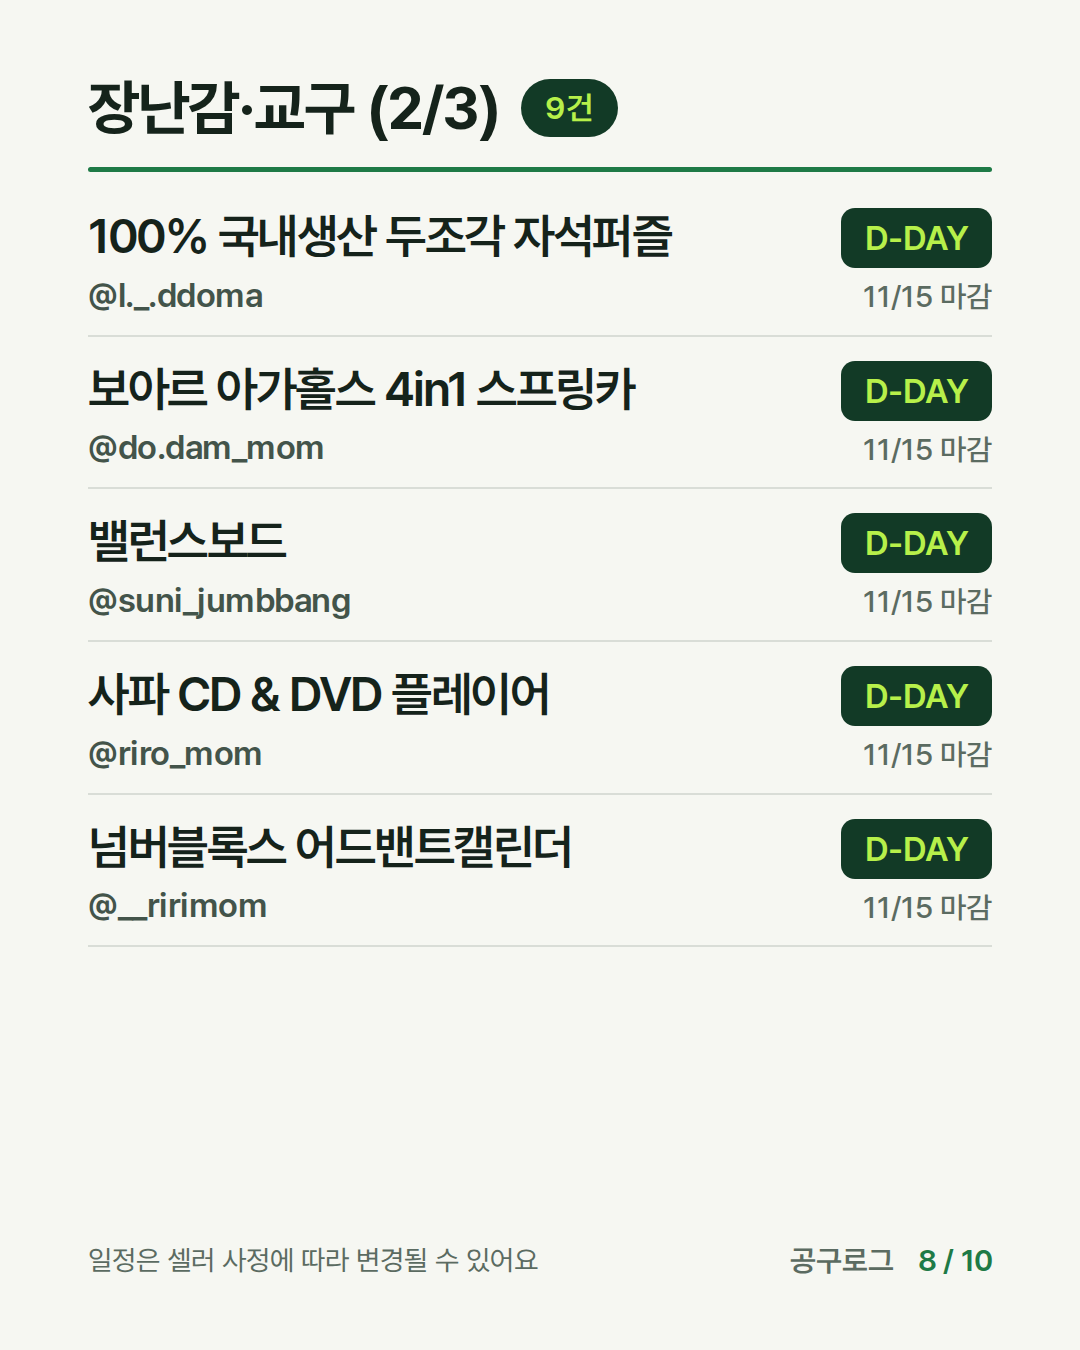 장난감·교구 (2/3) 9건
100% 국내생산 두조각 자석퍼즐 D-DAY
@l._.ddoma 11/15 마감
보아르 아가홀스 4in1 스프링카 D-DAY
@do.dam_mom 11/15 마감
밸런스보드 D-DAY
@suni_jumbbang 11/15 마감
사파 CD & DVD 플레이어 D-DAY
@riro_mom 11/15 마감
넘버블록스 어드밴트캘린더 D-DAY
@__ririmom 11/15 마감
일정은 셀러 사정에 따라 변경될 수 있어요 공구로그 8 / 10